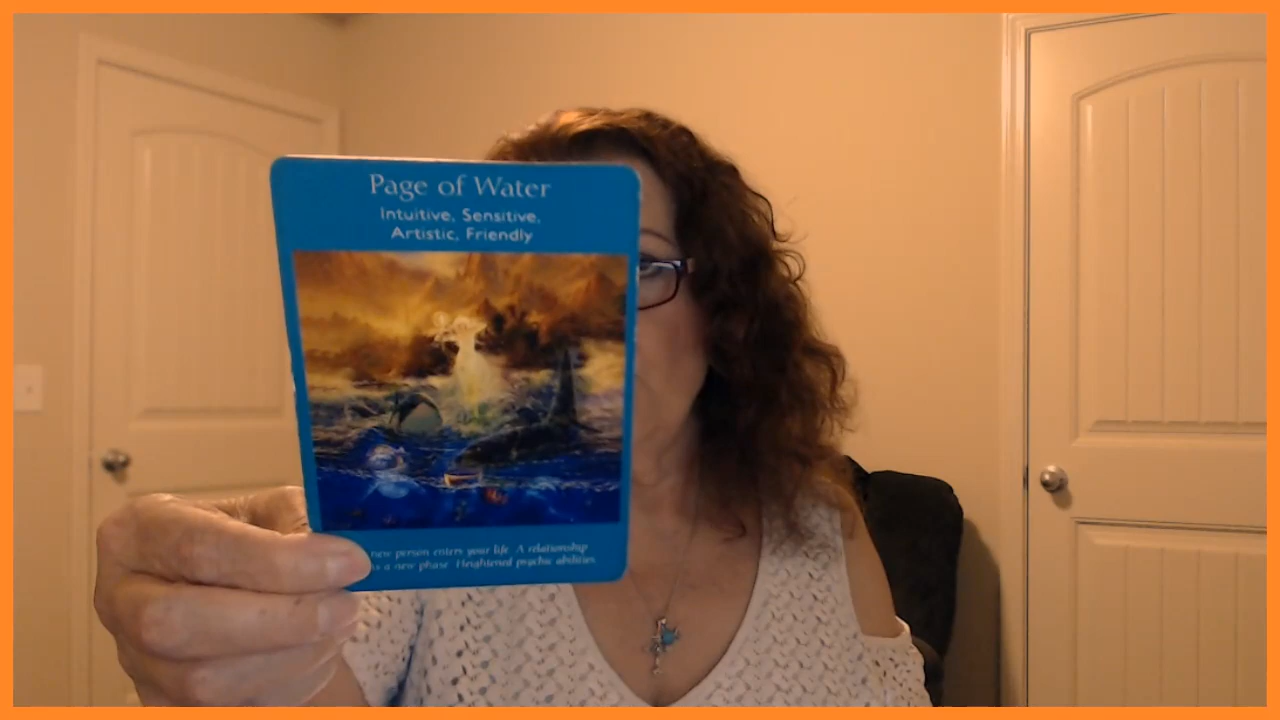 Page of Water
Intuitive, Sensitive,
Artistic, Friendly
new person enters your life. A relationship
a new phase. Heightened psychic abilities.